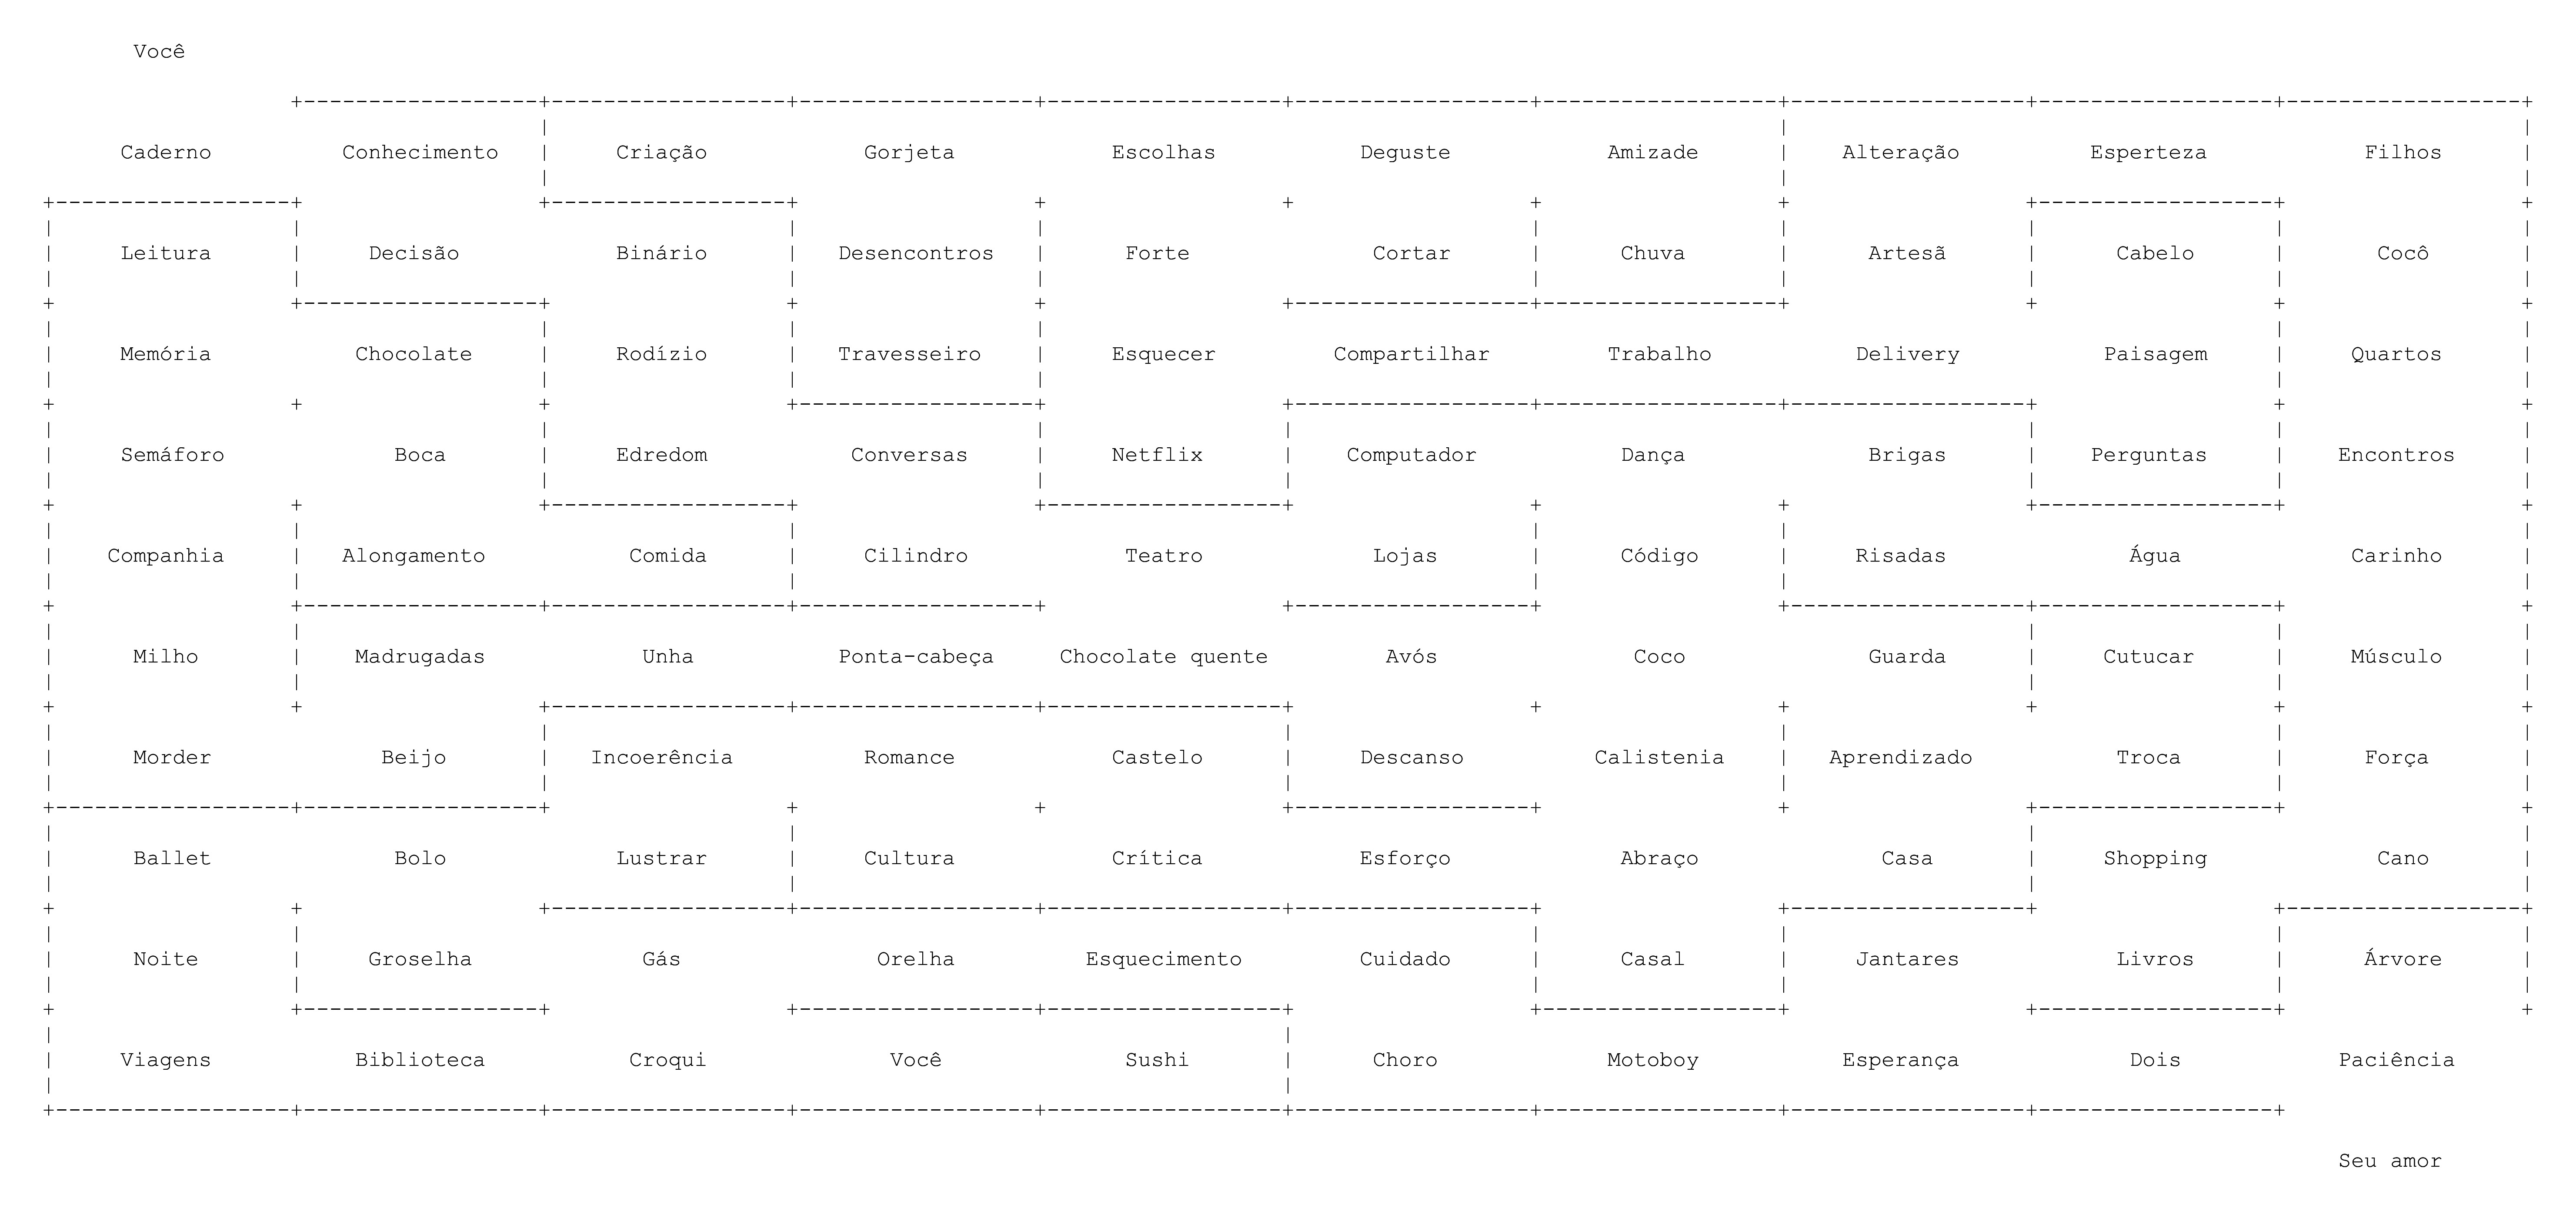 Você
Caderno Conhecimento Criação Gorjeta Escolhas Deguste Amizade Alteração Esperteza Filhos
Leitura Decisão Binário Desencontros Forte Cortar Chuva Artesã Cabelo Cocô
Memória Chocolate Rodízio Travesseiro Esquecer Compartilhar Trabalho Delivery Paisagem Quartos
Semáforo Boca Edredom Conversas Netflix Computador Dança Brigas Perguntas Encontros
Companhia Alongamento Comida Cilindro Teatro Lojas Código Risadas Água Carinho
Milho Madrugadas Unha Ponta-cabeça Chocolate quente Avós Coco Guarda Cutucar Músculo
Morder Beijo Incoerência Romance Castelo Descanso Calistenia Aprendizado Troca Força
Ballet Bolo Lustrar Cultura Crítica Esforço Abraço Casa Shopping Cano
Noite Groselha Gás Orelha Esquecimento Cuidado Casal Jantares Livros Árvore
Viagens Biblioteca Croqui Você Sushi Choro Motoboy Esperança Dois Paciência
Seu amor